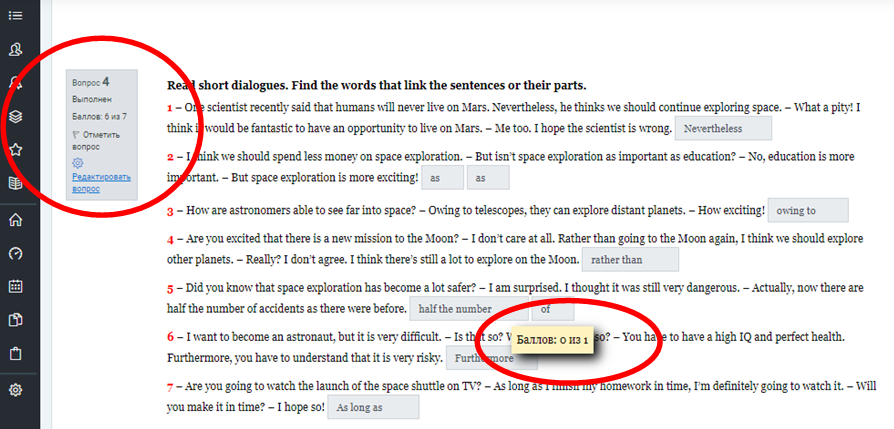 Вопрос 4
Выполнен
Баллов: 6 из 7
Отметить
вопрос
Редактировать
вопрос
Read short dialogues. Find the words that link the sentences or their parts.
1 – One scientist recently said that humans will never live on Mars. Nevertheless, he thinks we should continue exploring space. – What a pity! I
think it would be fantastic to have an opportunity to live on Mars. – Me too. I hope the scientist is wrong. Nevertheless
2 – I think we should spend less money on space exploration. – But isn't space exploration as important as education? – No, education is more
important. – But space exploration is more exciting! as as
3 – How are astronomers able to see far into space? – Owing to telescopes, they can explore distant planets. – How exciting! owing to
4 – Are you excited that there is a new mission to the Moon? – I don't care at all. Rather than going to the Moon again, I think we should explore
other planets. – Really? I don't agree. I think there's still a lot to explore on the Moon. rather than
5 – Did you know that space exploration has become a lot safer? – I am surprised. I thought it was still very dangerous. – Actually, now there are
half the number of accidents as there were before. half the number of
6 – I want to become an astronaut, but it is very difficult. – Is that so? so? – You have to have a high IQ and perfect health.
Баллов: 0 из 1
Furthermore, you have to understand that it is very risky. Furthermore
7 – Are you going to watch the launch of the space shuttle on TV? – As long as I finish my homework in time, I'm definitely going to watch it. – Will
you make it in time? – I hope so! As long as